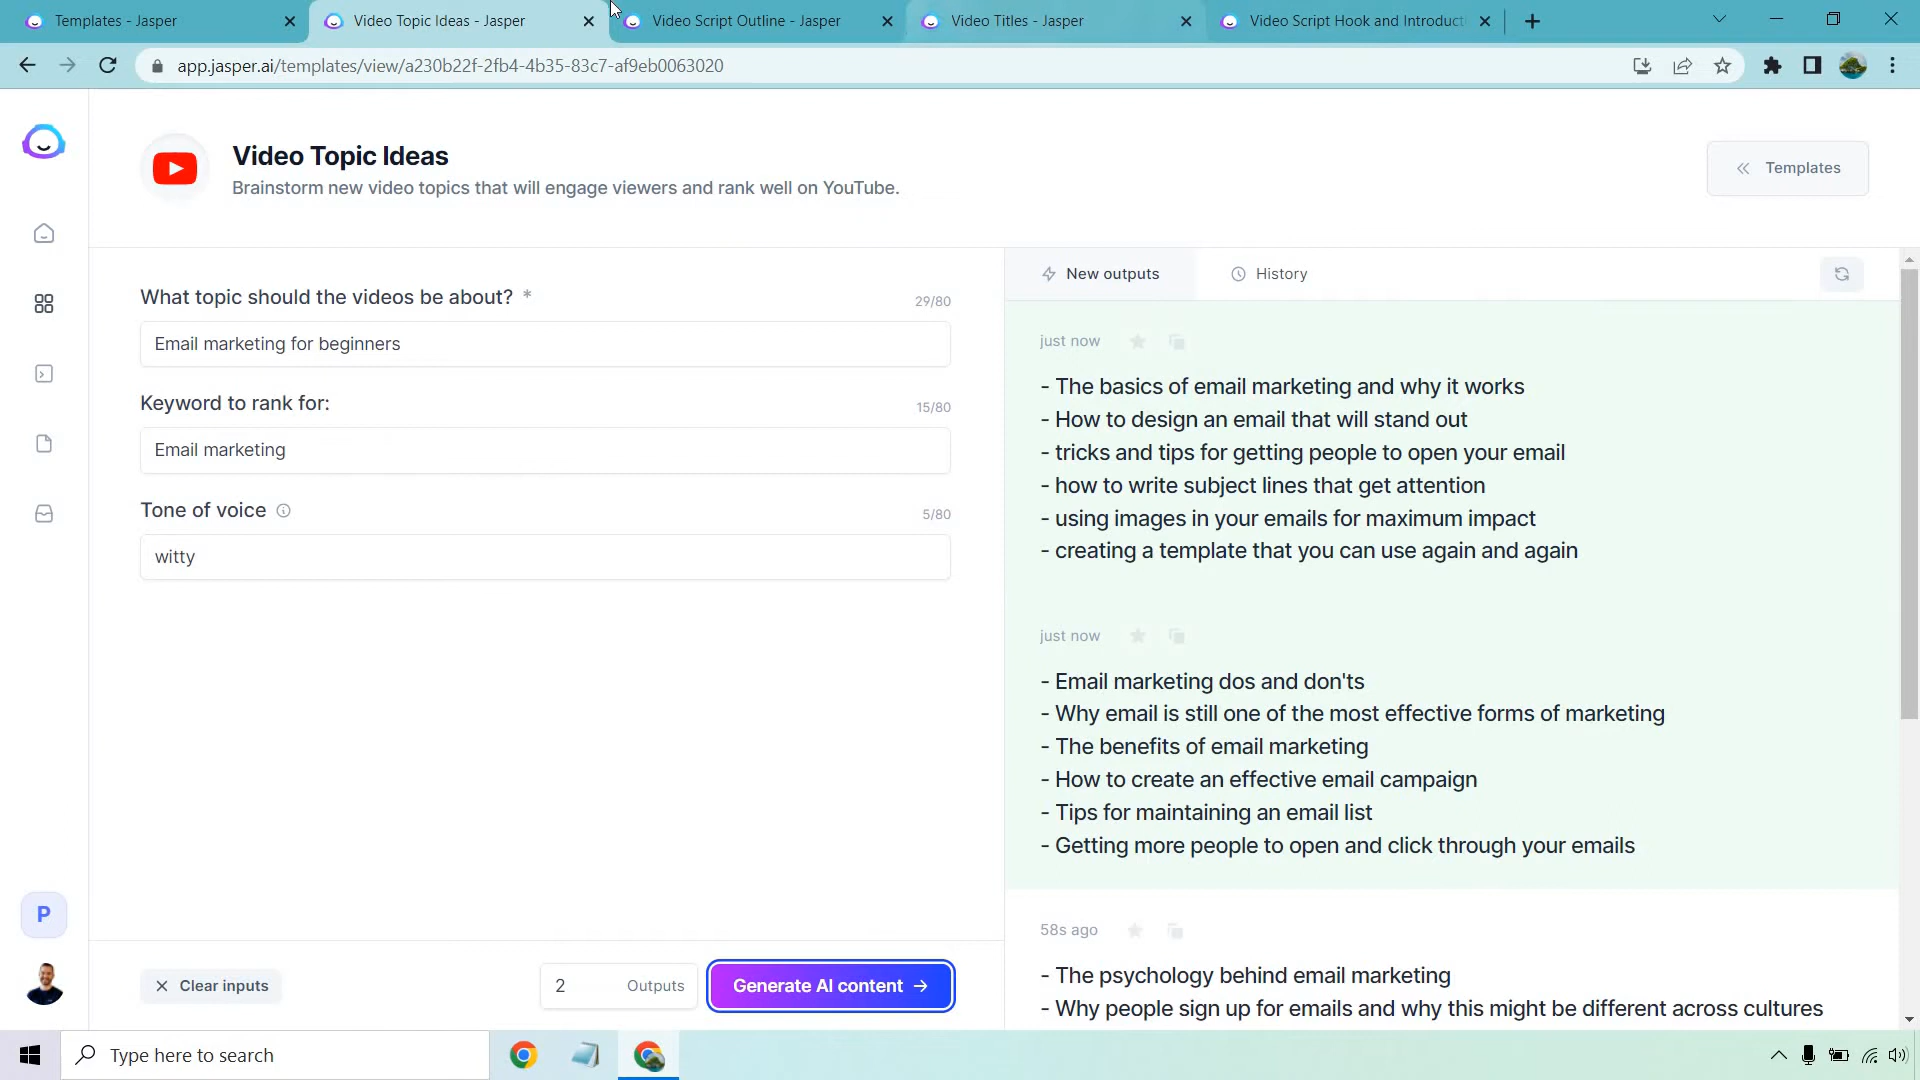 Templates - Jasper
Video Topic Ideas - Jasper
Video Script Outline - Jasper
Video Titles - Jasper
Video Script Hook and Introduct
app.jasper.ai/templates/view/a230b22f-2fb4-4b35-83c7-af9eb0063020
Video Topic Ideas
Brainstorm new video topics that will engage viewers and rank well on YouTube.
Templates
What topic should the videos be about? *
29/80
Email marketing for beginners
Keyword to rank for:
15/80
Email marketing
Tone of voice
5/80
witty
Clear inputs
2 Outputs
Generate AI content
New outputs
History
just now
- The basics of email marketing and why it works
- How to design an email that will stand out
- tricks and tips for getting people to open your email
- how to write subject lines that get attention
- using images in your emails for maximum impact
- creating a template that you can use again and again
just now
- Email marketing dos and don'ts
- Why email is still one of the most effective forms of marketing
- The benefits of email marketing
- How to create an effective email campaign
- Tips for maintaining an email list
- Getting more people to open and click through your emails
58s ago
- The psychology behind email marketing
- Why people sign up for emails and why this might be different across cultures
P
Type here to search